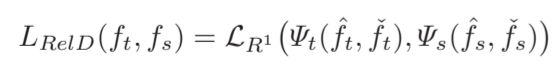 $L_{RelD}(f_t, f_s) = \mathcal{L}_{R^1}\big(\Psi_t(\hat{f}_t, \check{f}_t), \Psi_s(\hat{f}_s, \check{f}_s)\big)$